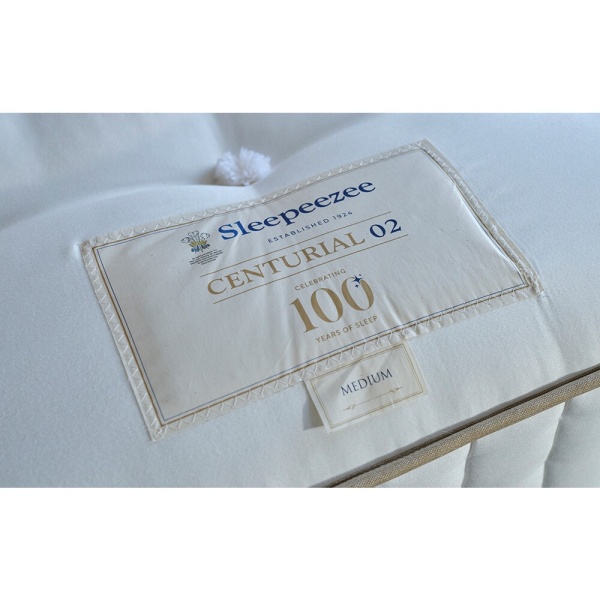 Sleepeezee
ESTABLISHED 1924
CENTURIAL 02
CELEBRATING
100
YEARS OF SLEEP
MEDIUM